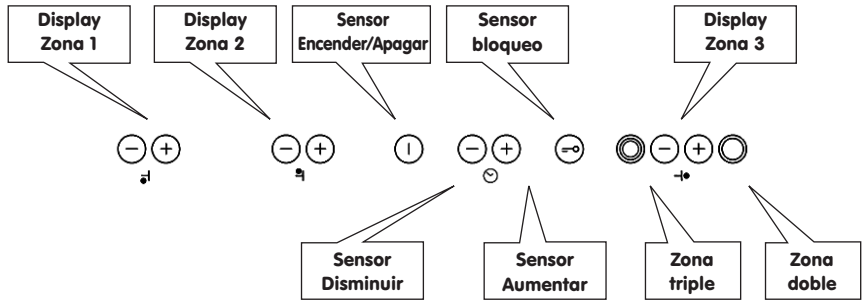 Display
Zona 1
Display
Zona 2
Sensor
Encender/Apagar
Sensor
bloqueo
Display
Zona 3
Sensor
Disminuir
Sensor
Aumentar
Zona
triple
Zona
doble